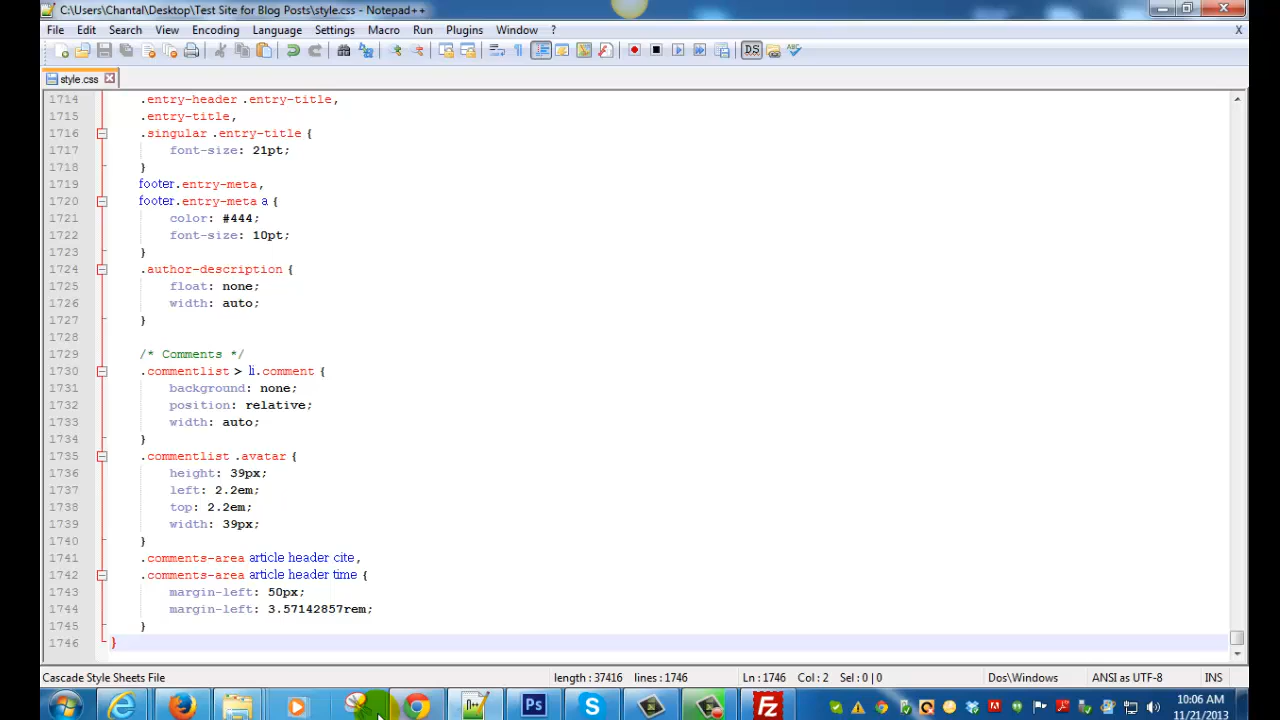 C:\Users\Chantal\Desktop\Test Site for Blog Posts\style.css - Notepad++
File Edit Search View Encoding Language Settings Macro Run Plugins Window ? X
style.css
1714 .entry-header .entry-title,
1715 .entry-title,
1716 .singular .entry-title {
1717 font-size: 21pt;
1718 }
1719 footer.entry-meta,
1720 footer.entry-meta a {
1721 color: #444;
1722 font-size: 10pt;
1723 }
1724 .author-description {
1725 float: none;
1726 width: auto;
1727 }
1728
1729 /* Comments */
1730 .commentlist > li.comment {
1731 background: none;
1732 position: relative;
1733 width: auto;
1734 }
1735 .commentlist .avatar {
1736 height: 39px;
1737 left: 2.2em;
1738 top: 2.2em;
1739 width: 39px;
1740 }
1741 .comments-area article header cite,
1742 .comments-area article header time {
1743 margin-left: 50px;
1744 margin-left: 3.57142857rem;
1745 }
1746 }
Cascade Style Sheets File length : 37416 lines : 1746 Ln : 1746 Col : 2 Sel : 0 | 0 Dos\Windows ANSI as UTF-8 INS
10:06 AM
11/21/2013